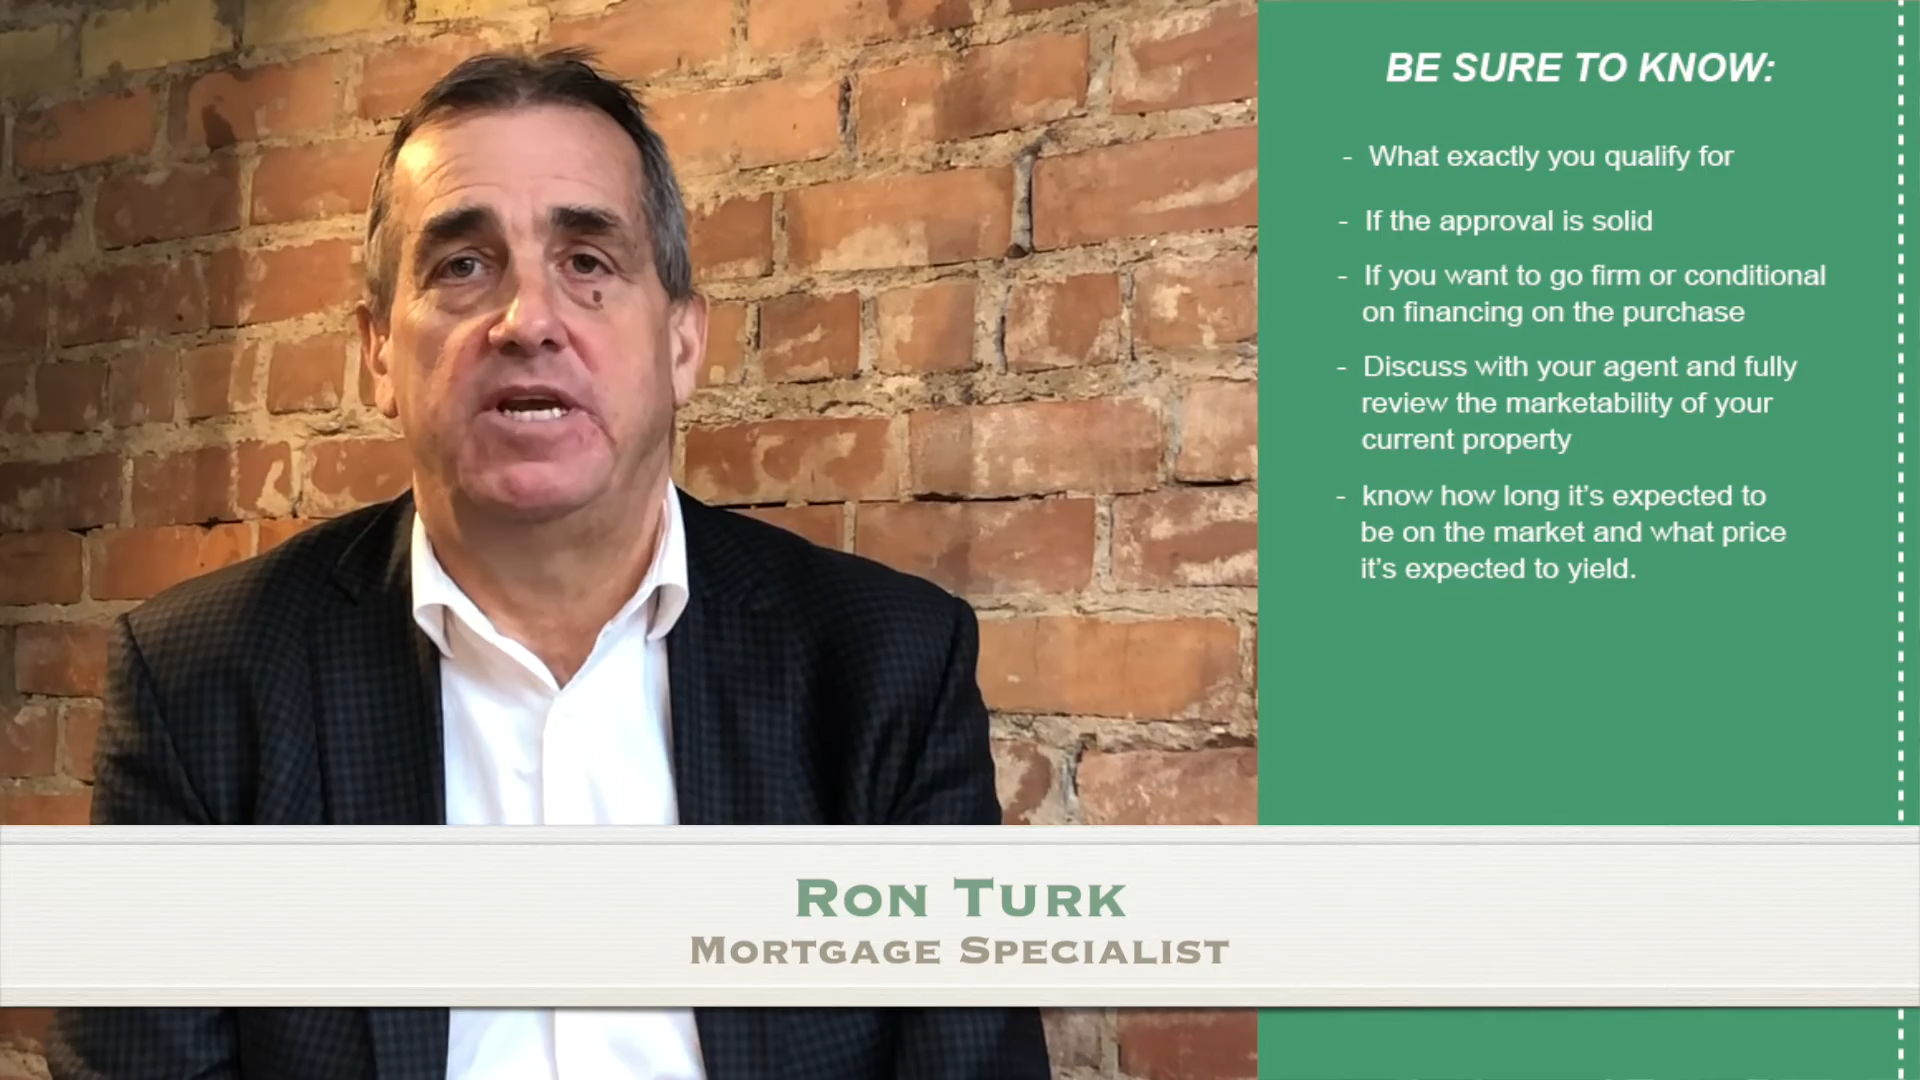 BE SURE TO KNOW:
- What exactly you qualify for
- If the approval is solid
- If you want to go firm or conditional
on financing on the purchase
- Discuss with your agent and fully
review the marketability of your
current property
- know how long it's expected to
be on the market and what price
it's expected to yield.
RON TURK
MORTGAGE SPECIALIST